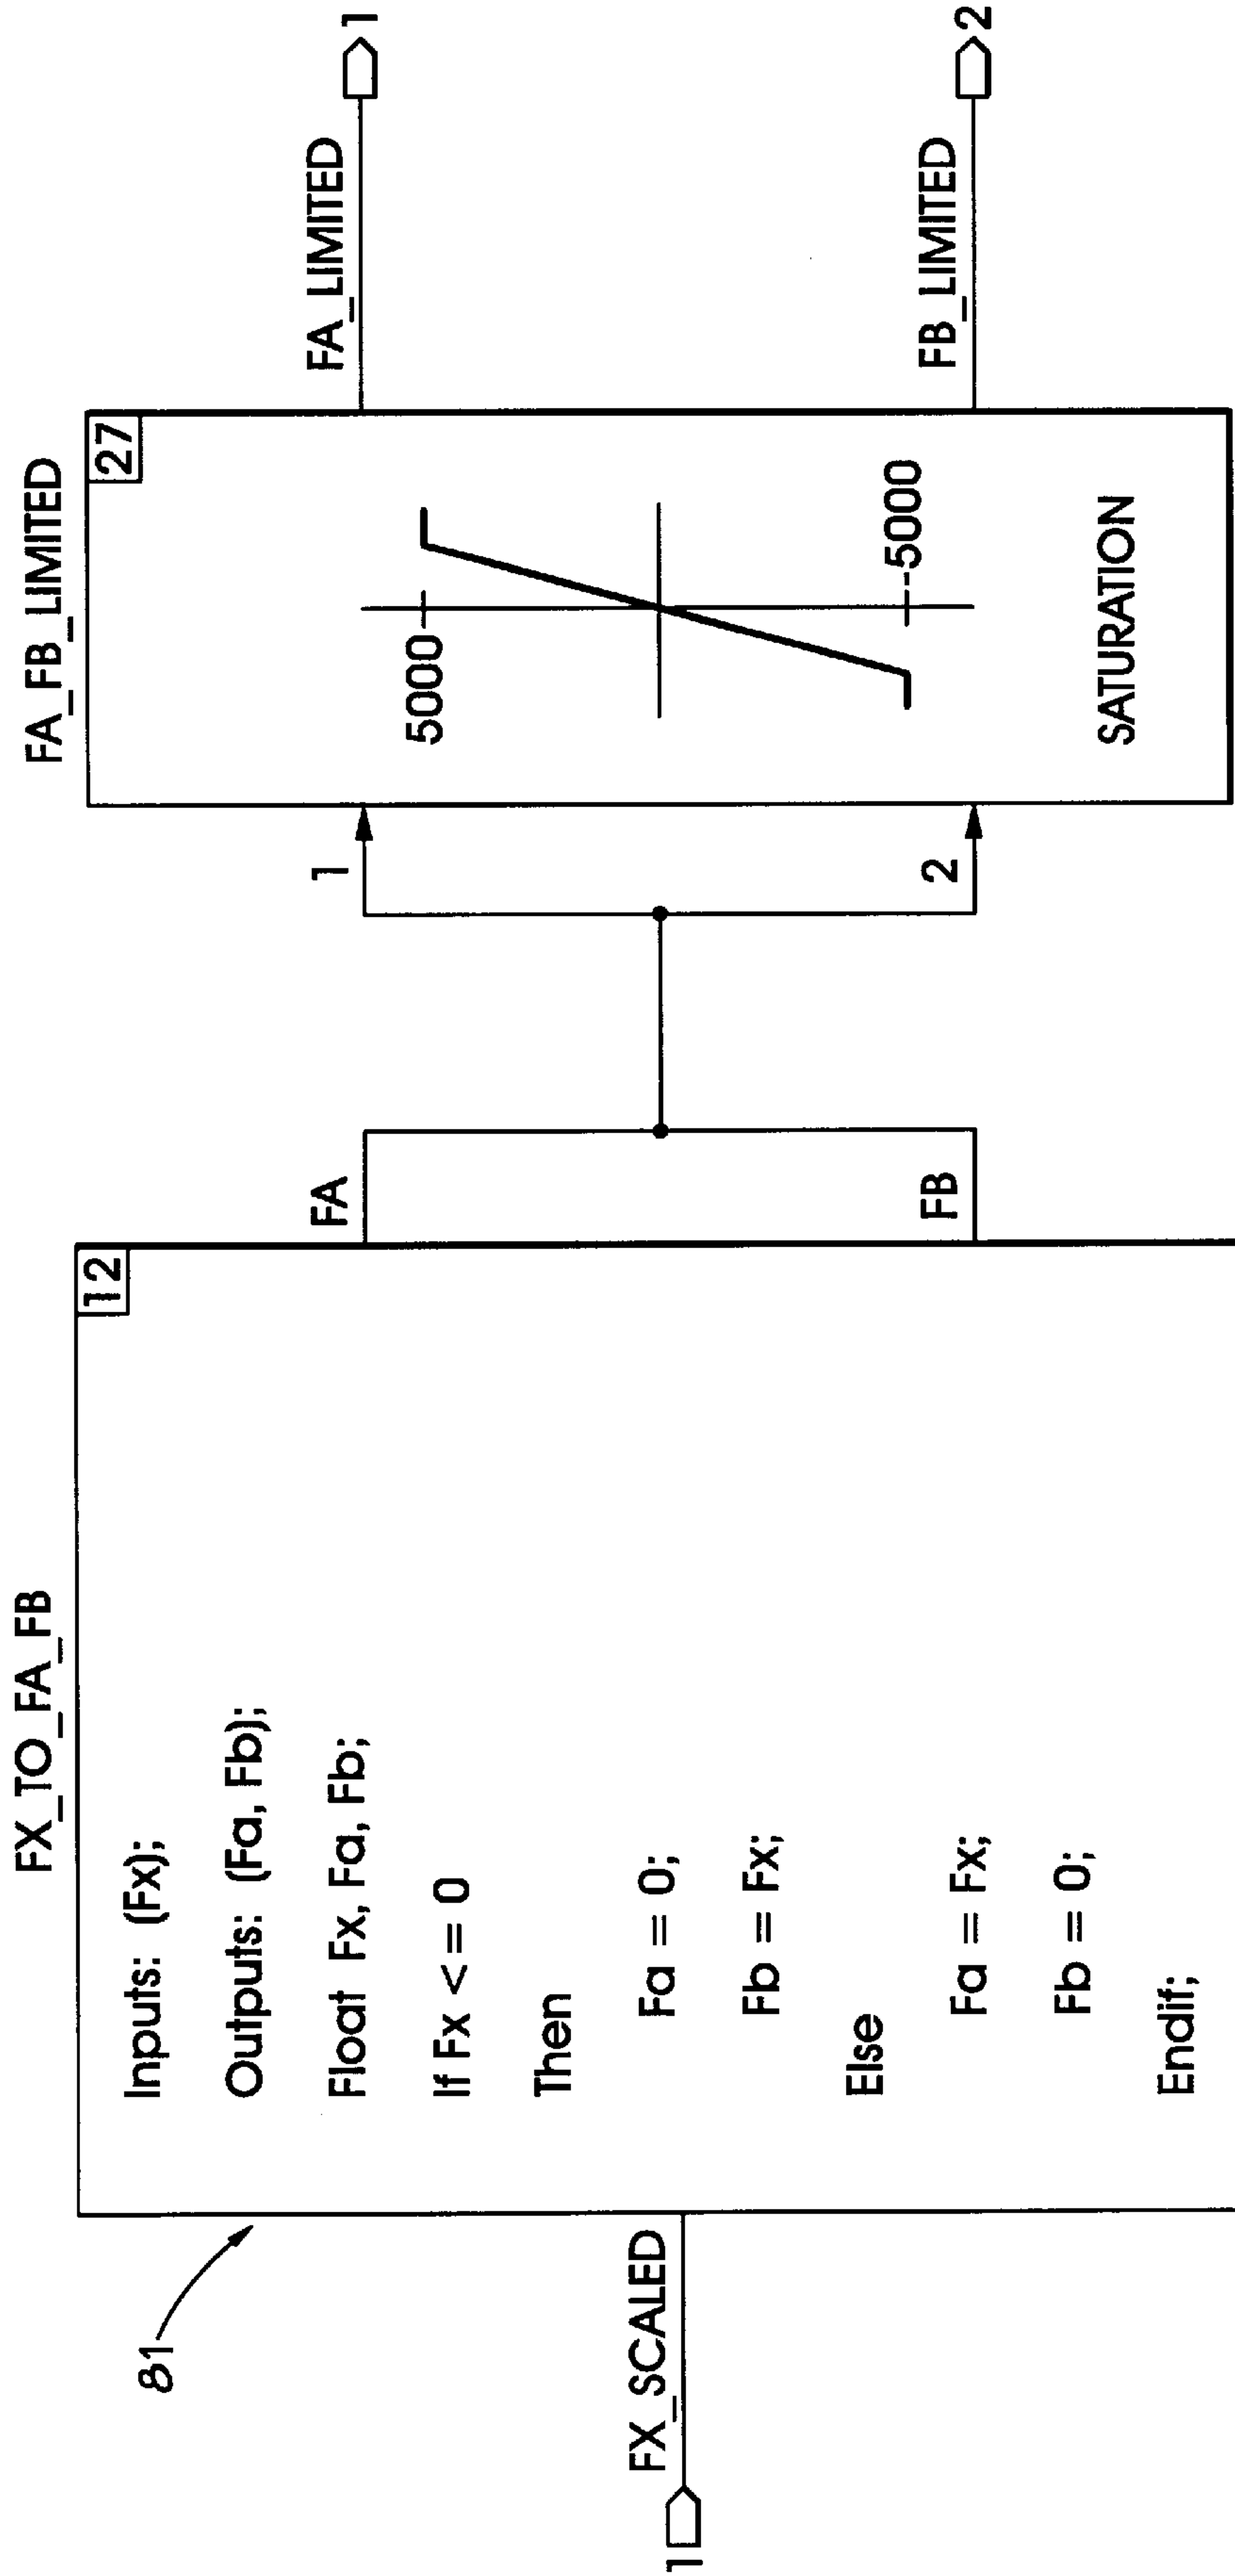 FX_TO_FA_FB
12
Inputs: (Fx);
Outputs: (Fa, Fb);
Float Fx, Fa, Fb;
If Fx <= 0
Then
Fa = 0;
Fb = Fx;
Else
Fa = Fx;
Fb = 0;
Endif;
81
1
FX_SCALED
FA
FB
1
2
FA_FB_LIMITED
27
5000
-5000
SATURATION
FA_LIMITED
1
FB_LIMITED
2